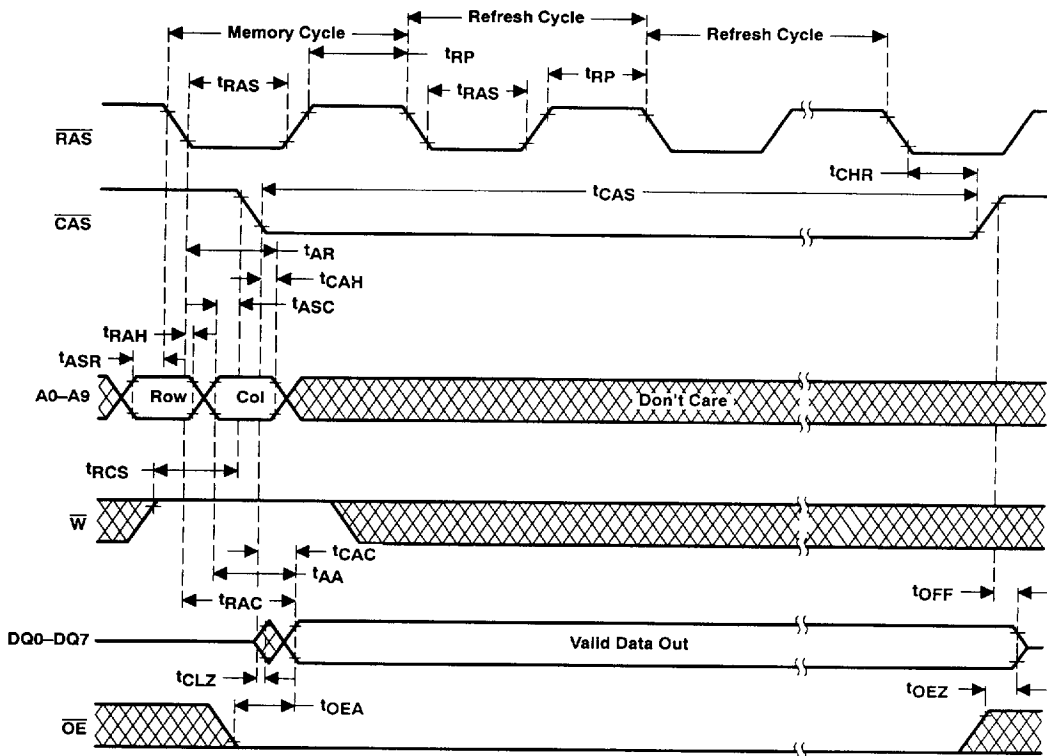 Refresh Cycle
Memory Cycle
Refresh Cycle
tRP
tRAS
tRP
tRAS
RAS
tCHR
tCAS
CAS
tAR
tCAH
tASC
tRAH
tASR
A0–A9
Row
Col
Don't Care
tRCS
W
tCAC
tAA
tRAC
tOFF
DQ0–DQ7
Valid Data Out
tCLZ
tOEA
tOEZ
OE